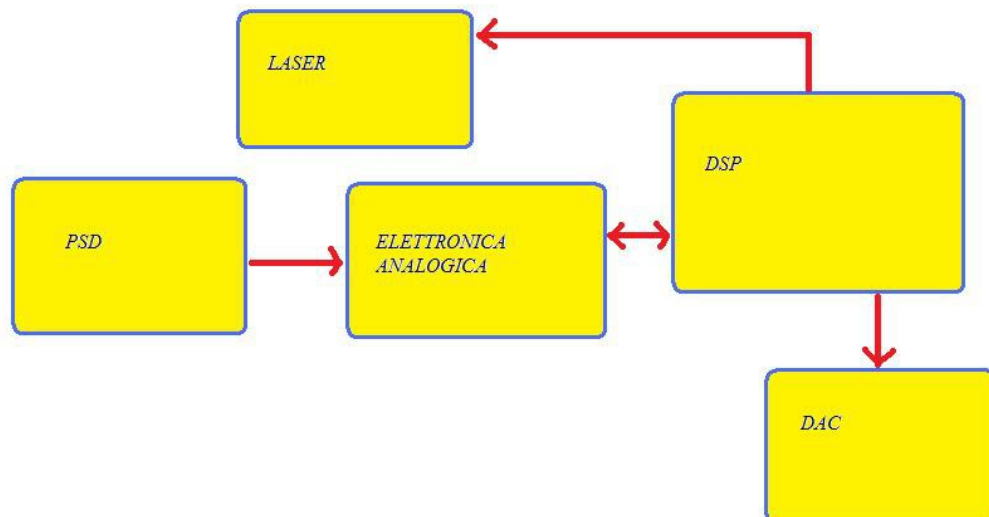 LASER
DSP
PSD
ELETTRONICA
ANALOGICA
DAC